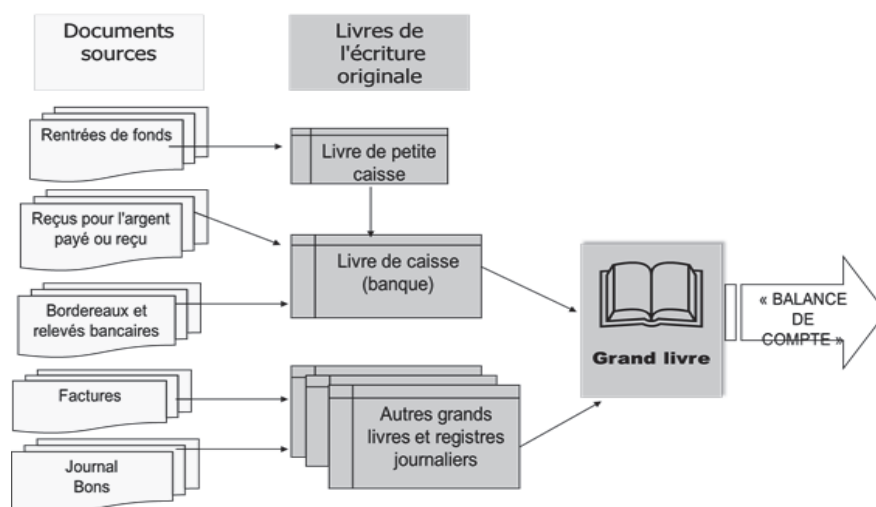 Documents
sources
Livres de
l'écriture
originale
Rentrées de fonds
Livre de petite
caisse
Reçus pour l'argent
payé ou reçu
Livre de caisse
(banque)
Bordereaux et
relevés bancaires
Grand livre
« BALANCE
DE
COMPTE »
Factures
Autres grands
livres et registres
journaliers
Journal
Bons